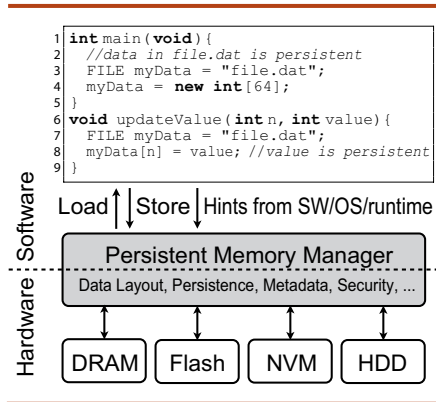 1 int main(void){
2 //data in file.dat is persistent
3 FILE myData = "file.dat";
4 myData = new int[64];
5 }
6 void updateValue(int n, int value){
7 FILE myData = "file.dat";
8 myData[n] = value; //value is persistent
9 }
Software
Load Store Hints from SW/OS/runtime
Persistent Memory Manager
Hardware
Data Layout, Persistence, Metadata, Security, ...
DRAM Flash NVM HDD